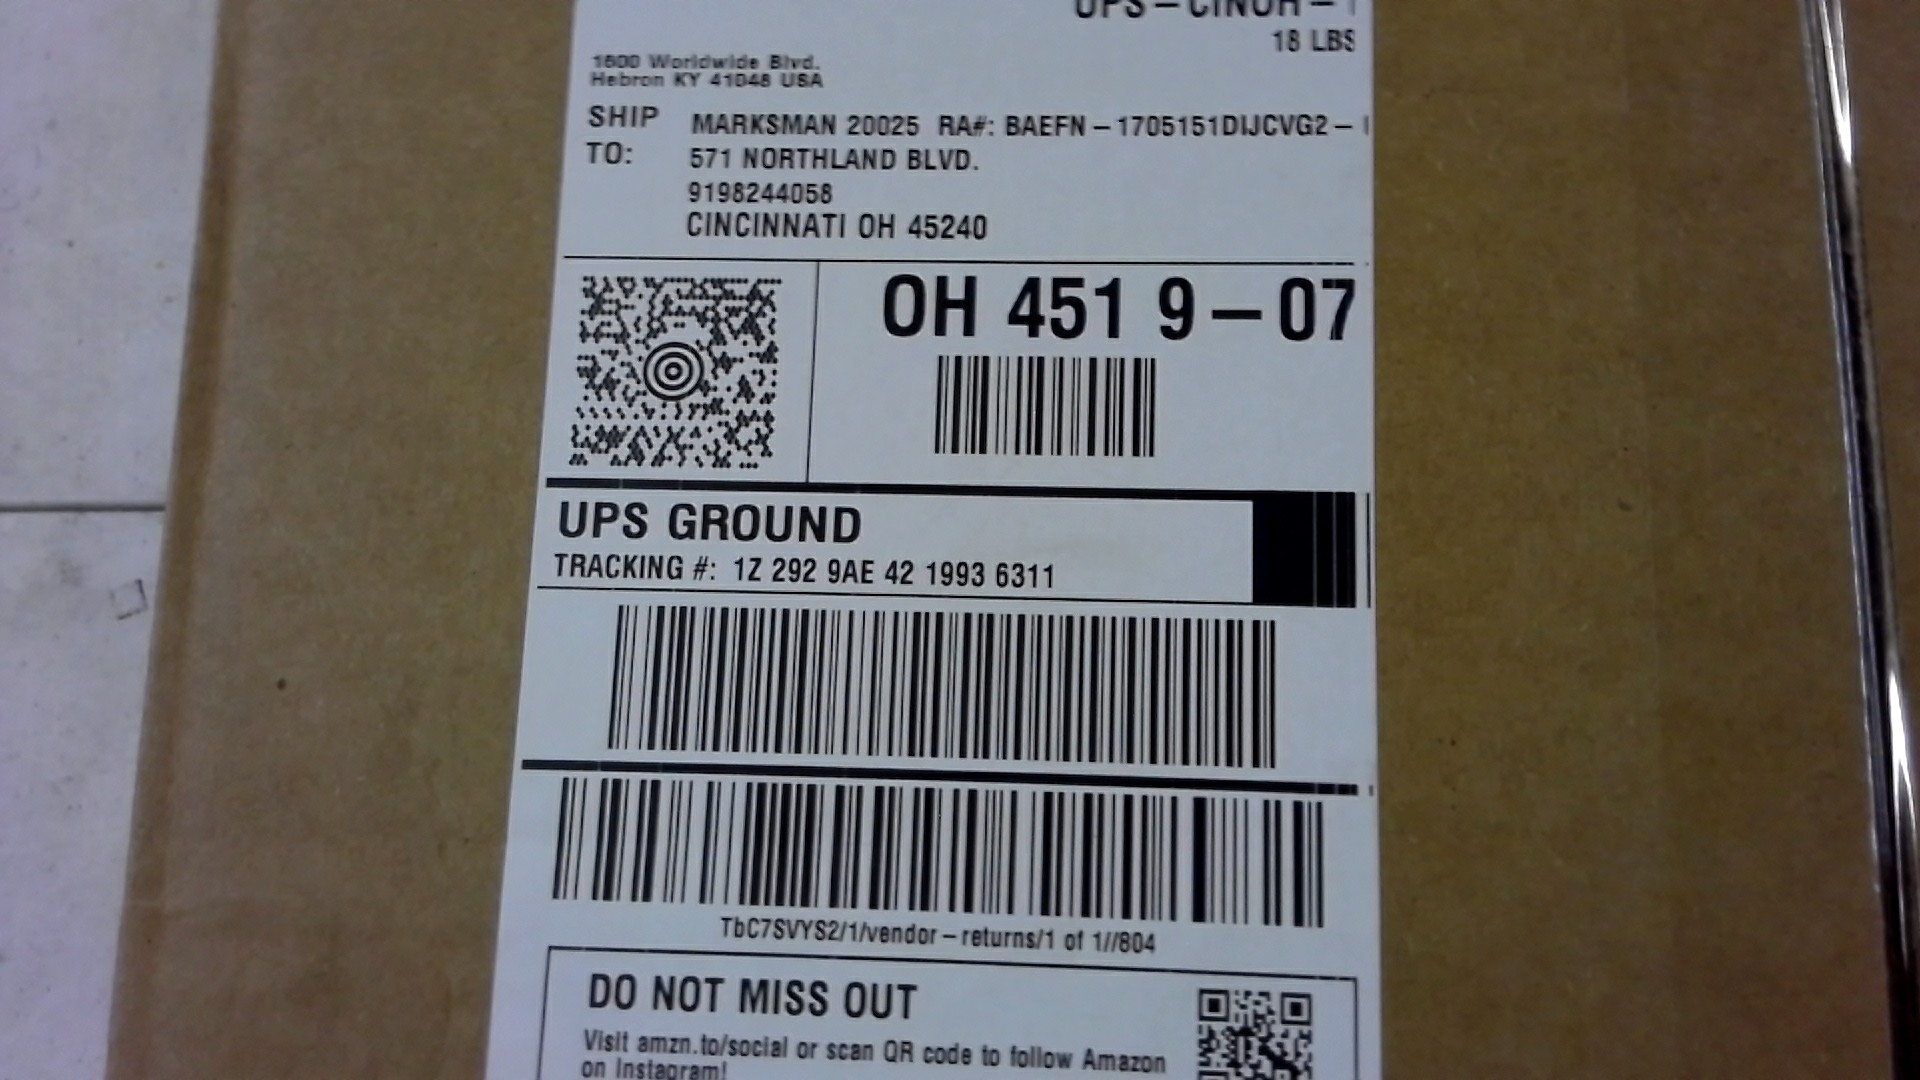 UPS – CINOH –
18 LBS
1600 Worldwide Blvd.
Hebron KY 41048 USA
SHIP TO:
MARKSMAN 20025 RA#: BAEFN – 1705151DIJCVG2 –
571 NORTHLAND BLVD.
9198244058
CINCINNATI OH 45240
OH 451 9 – 07
UPS GROUND
TRACKING #: 1Z 292 9AE 42 1993 6311
TbC7SVYS2/1/vendor – returns/1 of 1//804
DO NOT MISS OUT
Visit amzn.to/social or scan QR code to follow Amazon
on Instagram!